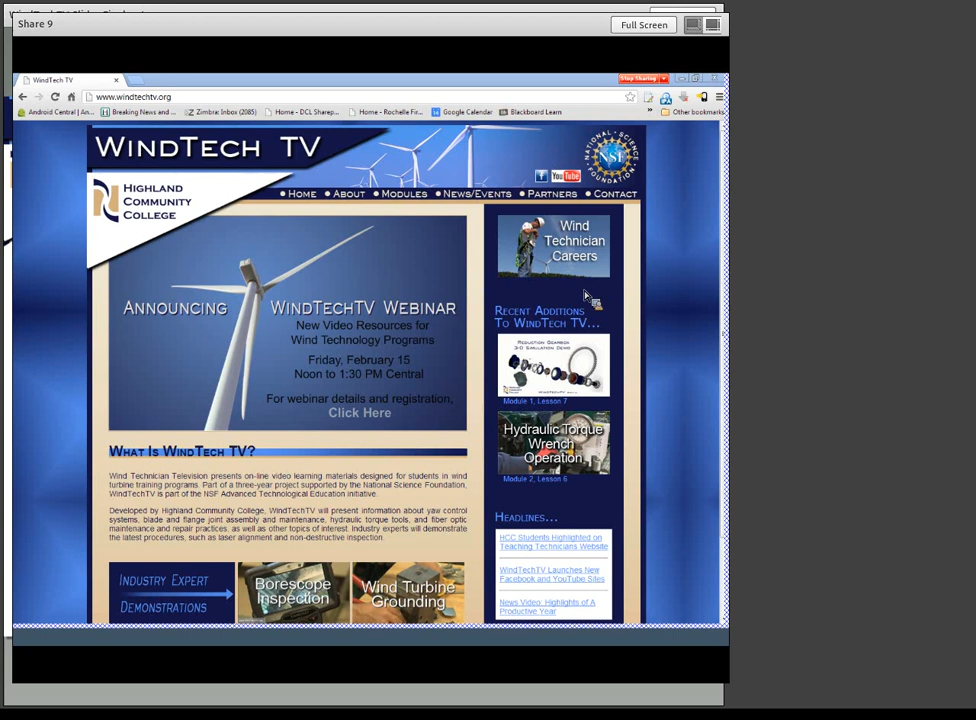 Share 9
Full Screen
WindTech TV
Stop Sharing
www.windtechtv.org
Android Central | An...
Breaking News and ...
Zimbra: Inbox (2085)
Home - DCL Sharep...
Home - Rochelle Fir...
Google Calendar
Blackboard Learn
»
Other bookmarks
WindTech TV
NATIONAL SCIENCE FOUNDATION
NSF
You Tube
Highland
Community
College
Home
About
Modules
News/Events
Partners
Contact
Wind
Technician
Careers
Announcing WindTechTV Webinar
New Video Resources for
Wind Technology Programs
Friday, February 15
Noon to 1:30 PM Central
For webinar details and registration,
Click Here
Recent Additions
To WindTech TV...
Reduction Gearbox
3-D Simulation Demo
Module 1, Lesson 7
Hydraulic Torque
Wrench
Operation
Module 2, Lesson 6
What Is WindTech TV?
Wind Technician Television presents on-line video learning materials designed for students in wind
turbine training programs. Part of a three-year project supported by the National Science Foundation,
WindTechTV is part of the NSF Advanced Technological Education initiative.
Developed by Highland Community College, WindTechTV will present information about yaw control
systems, blade and flange joint assembly and maintenance, hydraulic torque tools, and fiber optic
maintenance and repair practices, as well as other topics of interest. Industry experts will demonstrate
the latest procedures, such as laser alignment and non-destructive inspection.
Headlines...
HCC Students Highlighted on
Teaching Technicians Website
WindTechTV Launches New
Facebook and YouTube Sites
News Video: Highlights of A
Productive Year
Industry Expert
Demonstrations
Borescope
Inspection
Wind Turbine
Grounding